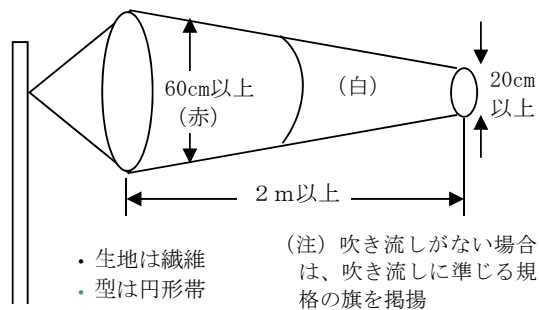 60cm以上
（赤）
（白）
20cm
以上
２ｍ以上
・生地は繊維
・型は円形帯
（注）吹き流しがない場合
は、吹き流しに準じる規
格の旗を掲揚